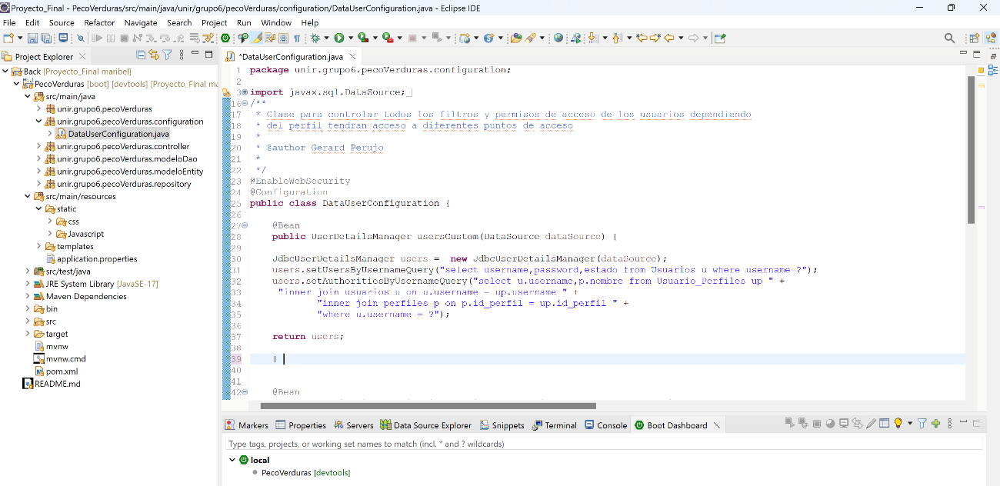 Proyecto_Final - PecoVerduras/src/main/java/unir/grupo6/pecoVerduras/configuration/DataUserConfiguration.java - Eclipse IDE
File Edit Source Refactor Navigate Search Project Run Window Help
Project Explorer
Back [Proyecto_Final maribel]
PecoVerduras [boot] [devtools] [Proyecto_Final ma
src/main/java
unir.grupo6.pecoVerduras
unir.grupo6.pecoVerduras.configuration
DataUserConfiguration.java
unir.grupo6.pecoVerduras.controller
unir.grupo6.pecoVerduras.modeloDao
unir.grupo6.pecoVerduras.modeloEntity
unir.grupo6.pecoVerduras.repository
src/main/resources
static
css
Javascript
templates
application.properties
src/test/java
JRE System Library [JavaSE-17]
Maven Dependencies
bin
src
target
mvnw
mvnw.cmd
pom.xml
README.md
*DataUserConfiguration.java
1 package unir.grupo6.pecoVerduras.configuration;
2
3 import javax.sql.DataSource;
16 /**
17 * Clase para controlar todos los filtros y permisos de acceso de los usuarios dependiendo
18 * del perfil tendran acceso a diferentes puntos de acceso
19 *
20 * @author Gerard Perujo
21 *
22 */
23 @EnableWebSecurity
24 @Configuration
25 public class DataUserConfiguration {
26
27 @Bean
28 public UserDetailsManager usersCustom(DataSource dataSource) {
29
30 JdbcUserDetailsManager users = new JdbcUserDetailsManager(dataSource);
31 users.setUsersByUsernameQuery("select username,password,estado from Usuarios u where username=?");
32 users.setAuthoritiesByUsernameQuery("select u.username,p.nombre from Usuario_Perfiles up " +
33 "inner join usuarios u on u.username = up.username " +
34 "inner join perfiles p on p.id_perfil = up.id_perfil " +
35 "where u.username = ?");
36
37 return users;
38
39 }
40
41
42 @Bean
Markers Properties Servers Data Source Explorer Snippets Terminal Console Boot Dashboard
Type tags, projects, or working set names to match (incl. * and ? wildcards)
local
PecoVerduras [devtools]